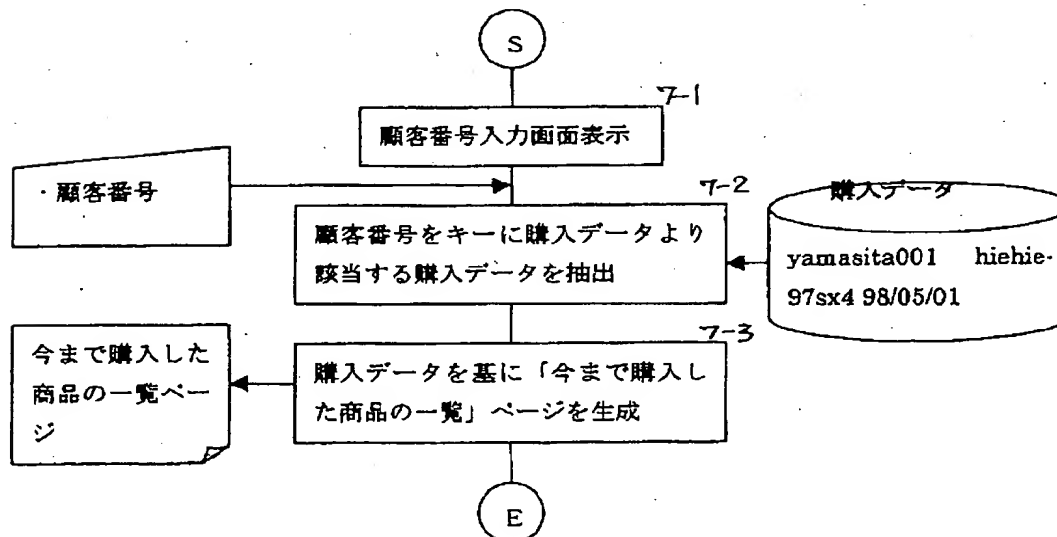 S
7-1
顧客番号入力画面表示
・顧客番号
7-2
顧客番号をキーに購入データより
該当する購入データを抽出
購入データ
yamasita001 hiehie-
97sx4 98/05/01
7-3
購入データを基に「今まで購入し
た商品の一覧」ページを生成
今まで購入した
商品の一覧ペー
ジ
E